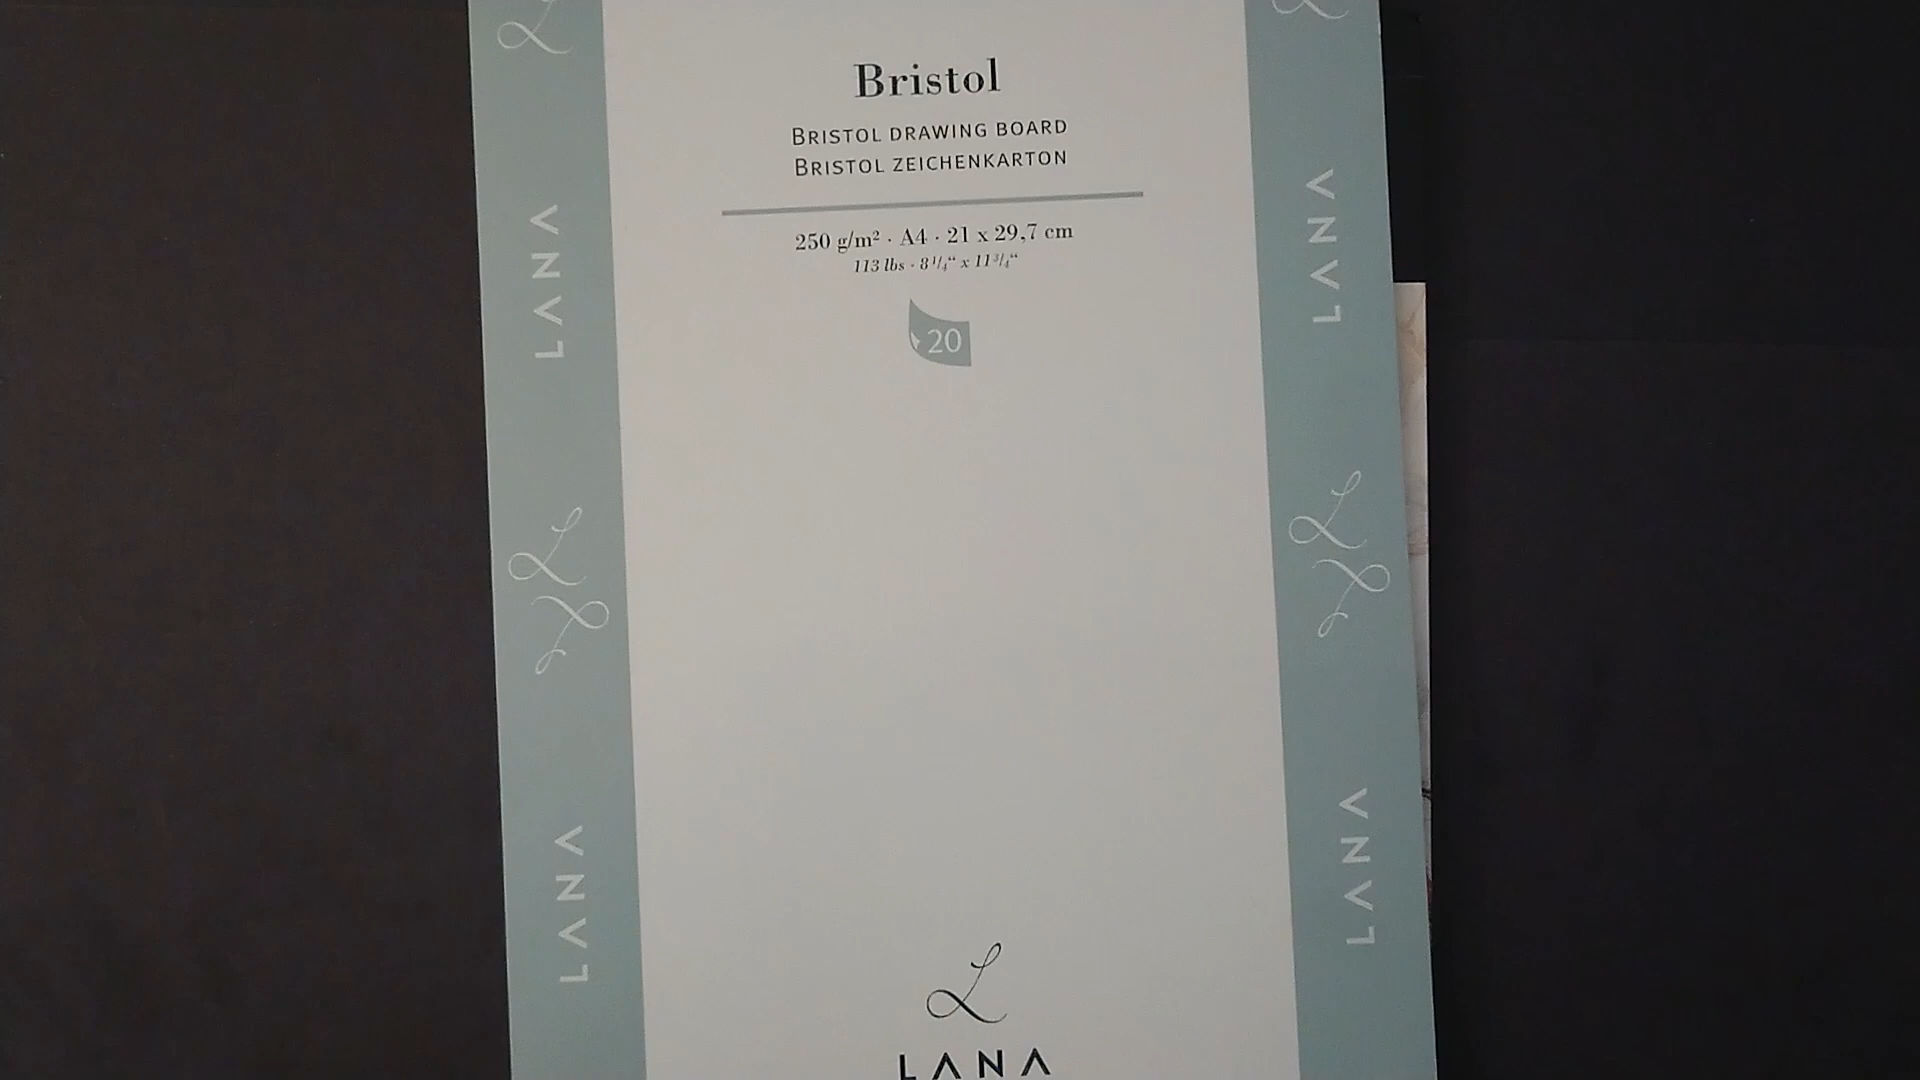 Bristol
BRISTOL DRAWING BOARD
BRISTOL ZEICHENKARTON
250 g/m² · A4 · 21 x 29,7 cm
113 lbs · 8 1/4“ x 11 3/4“
20
LANA
LANA
LANA
LANA
L
LANA